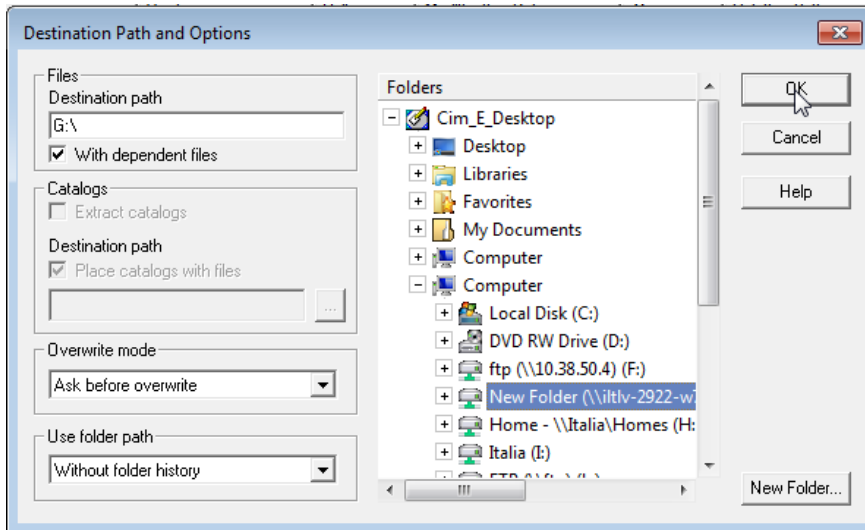 Destination Path and Options
Files
Destination path
G:\
With dependent files
Catalogs
Extract catalogs
Destination path
Place catalogs with files
...
Overwrite mode
Ask before overwrite
Use folder path
Without folder history
Folders
Cim_E_Desktop
Desktop
Libraries
Favorites
My Documents
Computer
Computer
Local Disk (C:)
DVD RW Drive (D:)
ftp (\\10.38.50.4) (F:)
New Folder (\\iltlv-2922-w7
Home - \\Italia\Homes (H:
Italia (I:)
OK
Cancel
Help
New Folder...